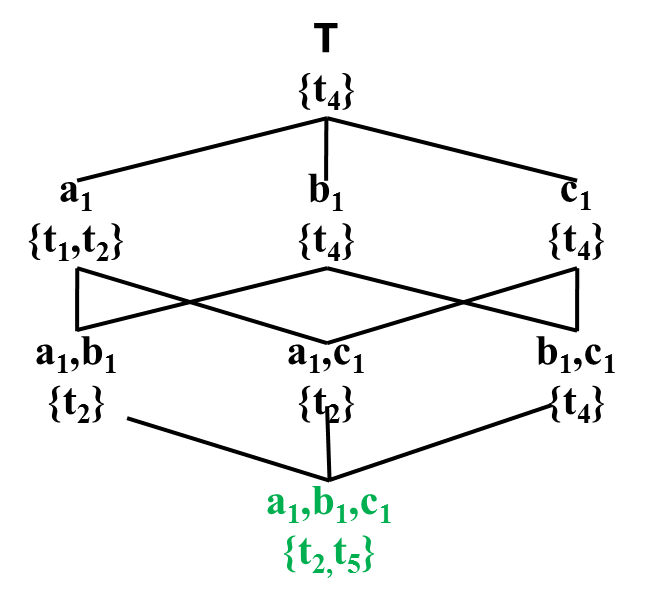 T
{t₄}
a₁ b₁ c₁
{t₁,t₂} {t₄} {t₄}
a₁,b₁ a₁,c₁ b₁,c₁
{t₂} {t₂} {t₄}
a₁,b₁,c₁
{t₂,t₅}